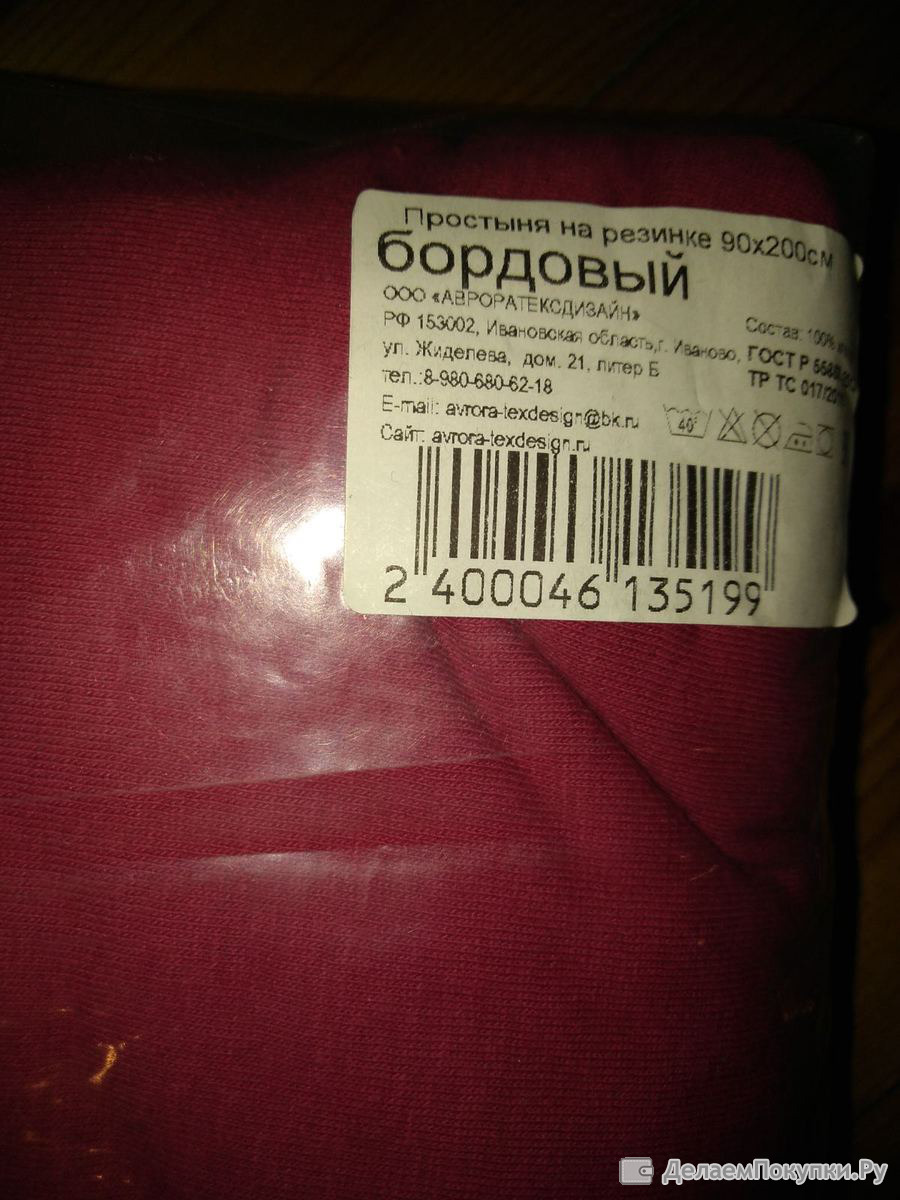 Простыня на резинке 90x200см
бордовый
ООО «АВРОРАТЕКСДИЗАЙН»
Состав: 100%
РФ 153002, Ивановская область,г. Иваново,
ГОСТ Р
ул. Жиделева, дом. 21, литер Б
ТР ТС 017/201
тел.:8-980-680-62-18
E-mail: avrora-texdesign@bk.ru
40°
Сайт: avrora-texdesign.ru
2 400046 135199
ДелаемПокупки.Ру